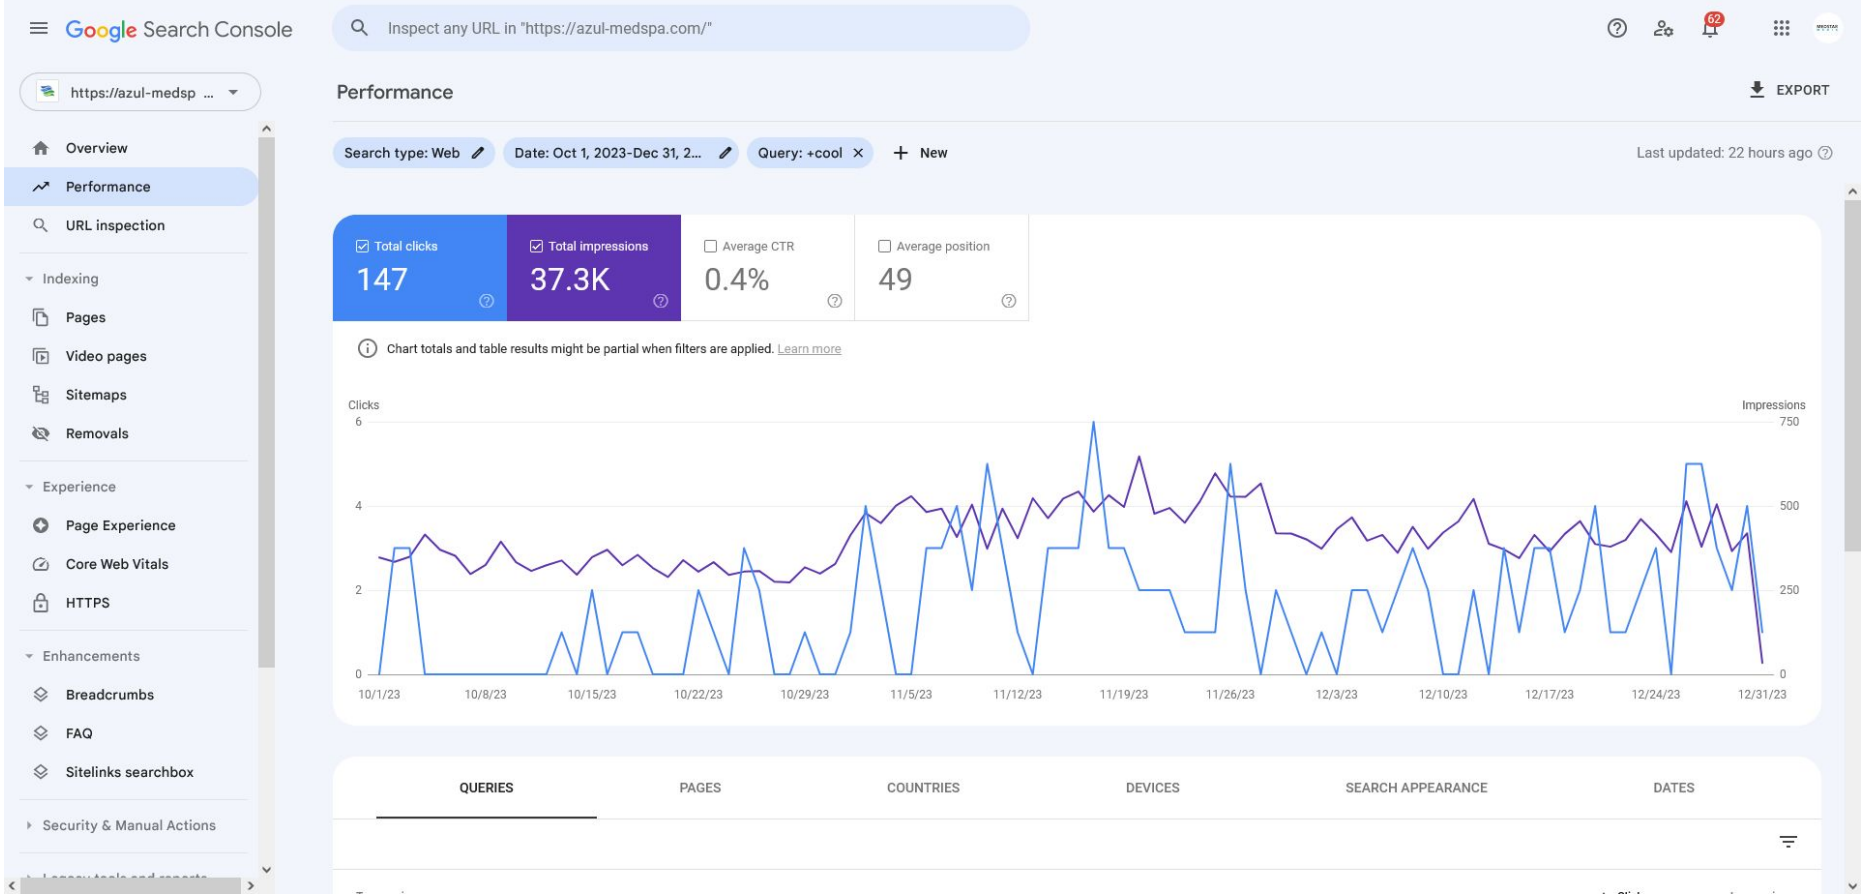 Google Search Console
Inspect any URL in "https://azul-medspa.com/"
62
https://azul-medsp ...
Performance
EXPORT
Overview
Performance
URL inspection
Indexing
Pages
Video pages
Sitemaps
Removals
Experience
Page Experience
Core Web Vitals
HTTPS
Enhancements
Breadcrumbs
FAQ
Sitelinks searchbox
Security & Manual Actions
Legacy tools and reports
Search type: Web
Date: Oct 1, 2023-Dec 31, 2...
Query: +cool
New
Last updated: 22 hours ago
Total clicks
147
Total impressions
37.3K
Average CTR
0.4%
Average position
49
Chart totals and table results might be partial when filters are applied. Learn more
Clicks
Impressions
6
750
4
500
2
250
0
0
10/1/23
10/8/23
10/15/23
10/22/23
10/29/23
11/5/23
11/12/23
11/19/23
11/26/23
12/3/23
12/10/23
12/17/23
12/24/23
12/31/23
QUERIES
PAGES
COUNTRIES
DEVICES
SEARCH APPEARANCE
DATES